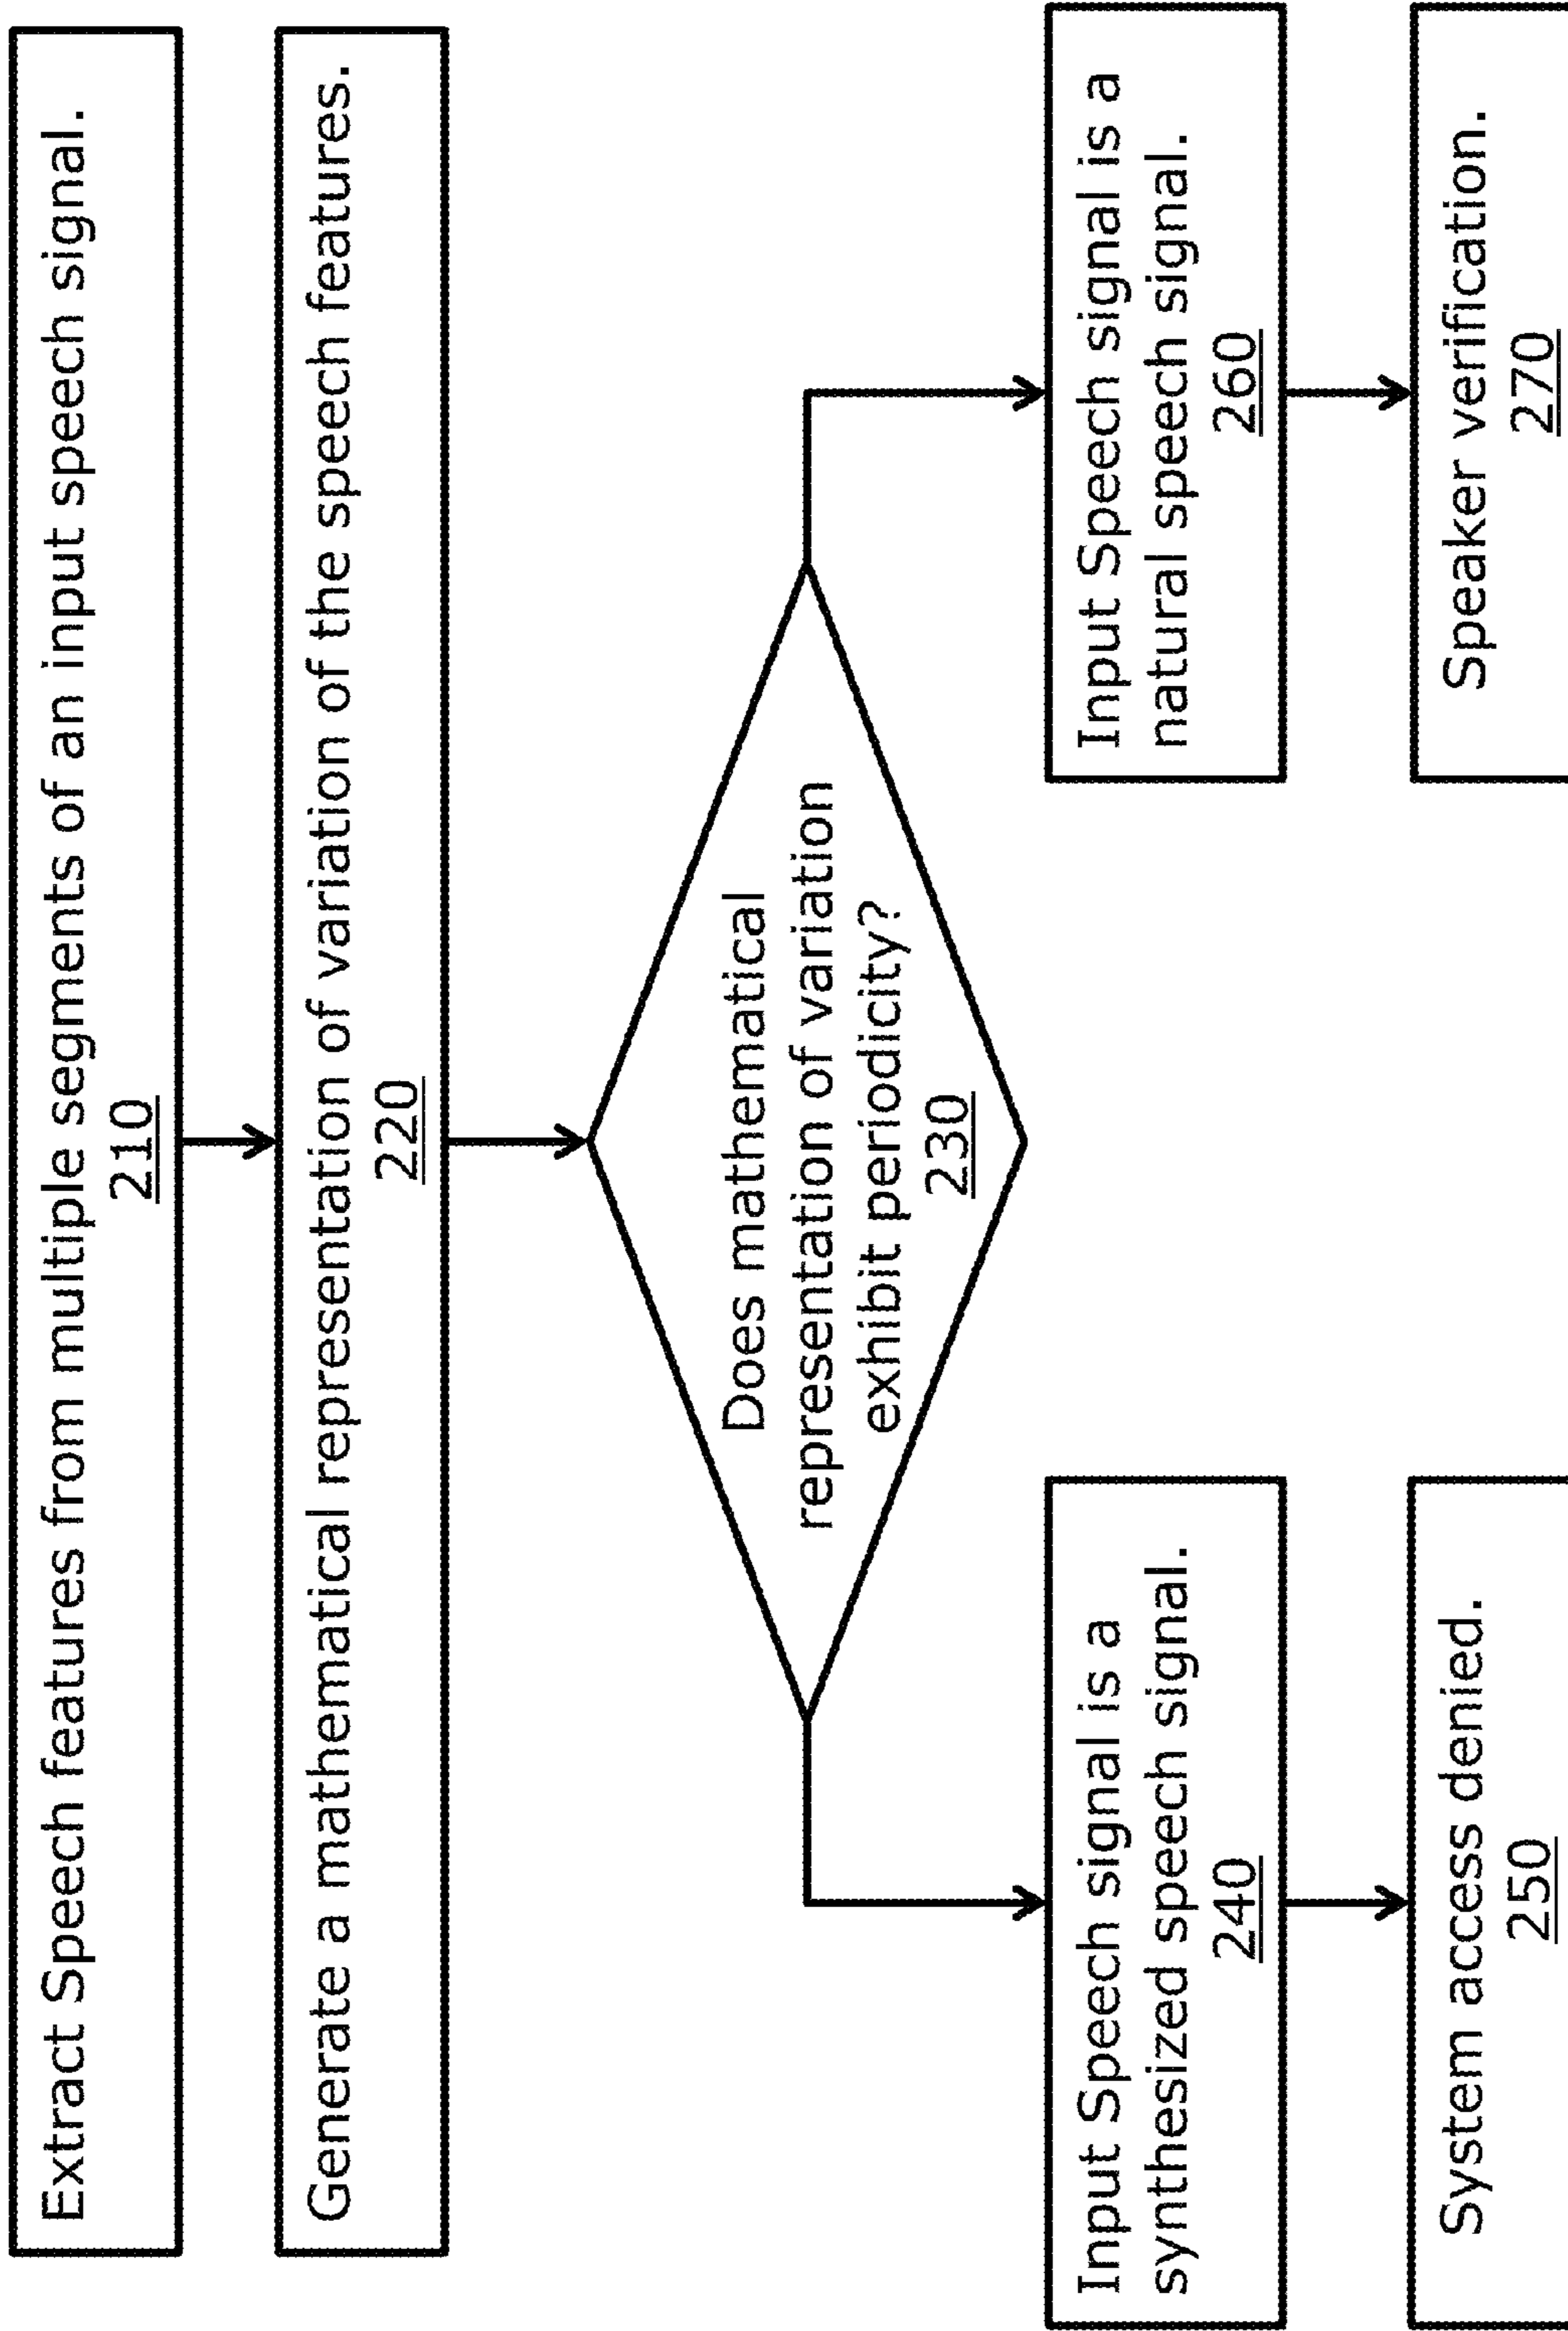 Extract Speech features from multiple segments of an input speech signal.
210
Generate a mathematical representation of variation of the speech features.
220
Does mathematical
representation of variation
exhibit periodicity?
230
Input Speech signal is a
synthesized speech signal.
240
System access denied.
250
Input Speech signal is a
natural speech signal.
260
Speaker verification.
270